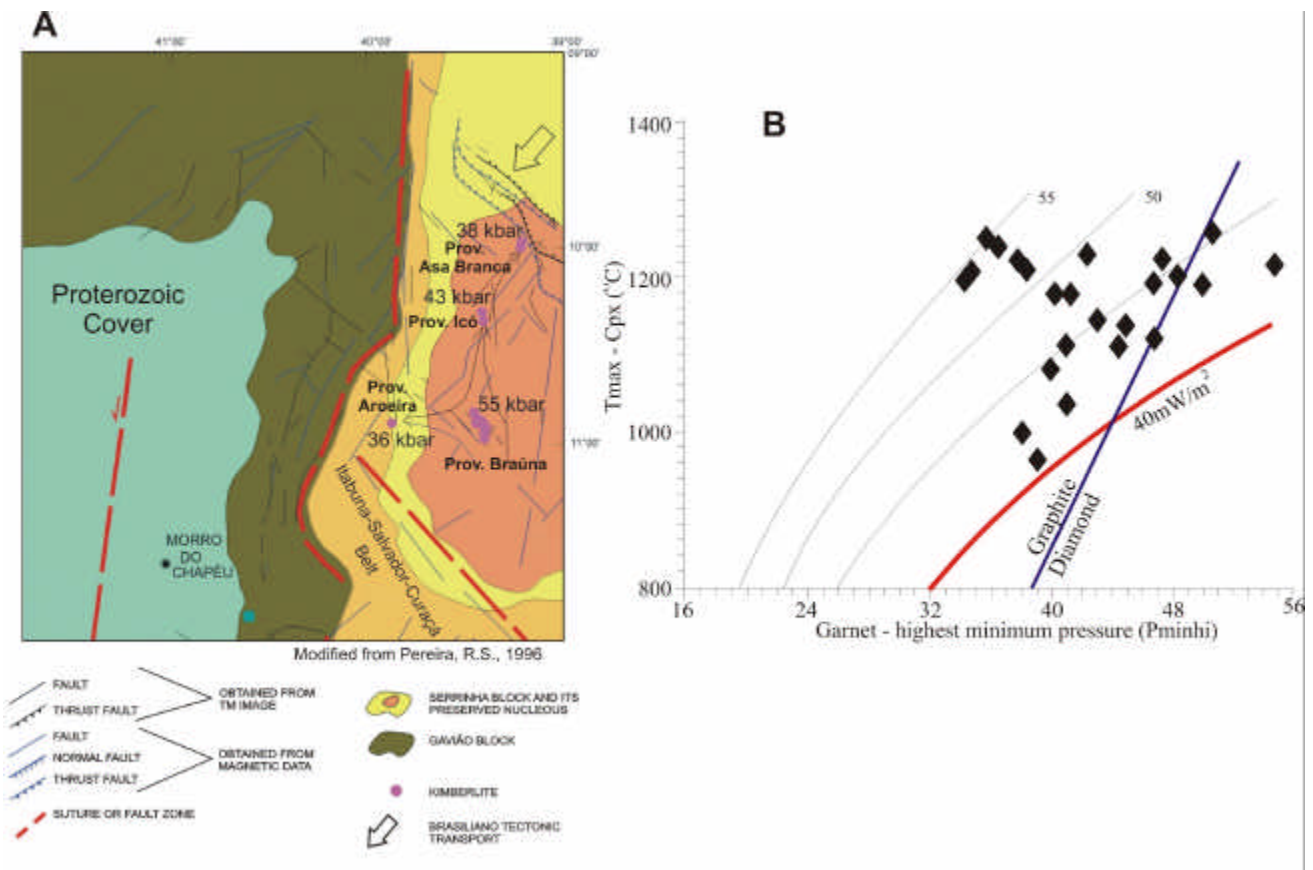 A
41°00'
40°00'
39°00'
09°00'
38 kbar
Prov.
Asa Branca
10°00'
43 kbar
Prov. Icó
Proterozoic
Cover
Prov.
Aroeira
55 kbar
36 kbar
11°00'
Prov. Braúna
Itabuna-Salvador-Curaçá
Belt
MORRO
DO
CHAPÉU
Modified from Pereira, R.S., 1996
FAULT
THRUST FAULT
OBTAINED FROM
TM IMAGE
FAULT
NORMAL FAULT
THRUST FAULT
OBTAINED FROM
MAGNETIC DATA
SUTURE OR FAULT ZONE
SERRINHA BLOCK AND ITS
PRESERVED NUCLEOUS
GAVIÃO BLOCK
KIMBERLITE
BRASILIANO TECTONIC
TRANSPORT
B
1400
1200
1000
800
Tmax - Cpx (°C)
55
50
40mW/m²
Graphite
Diamond
16
24
32
40
48
56
Garnet - highest minimum pressure (Pminhi)